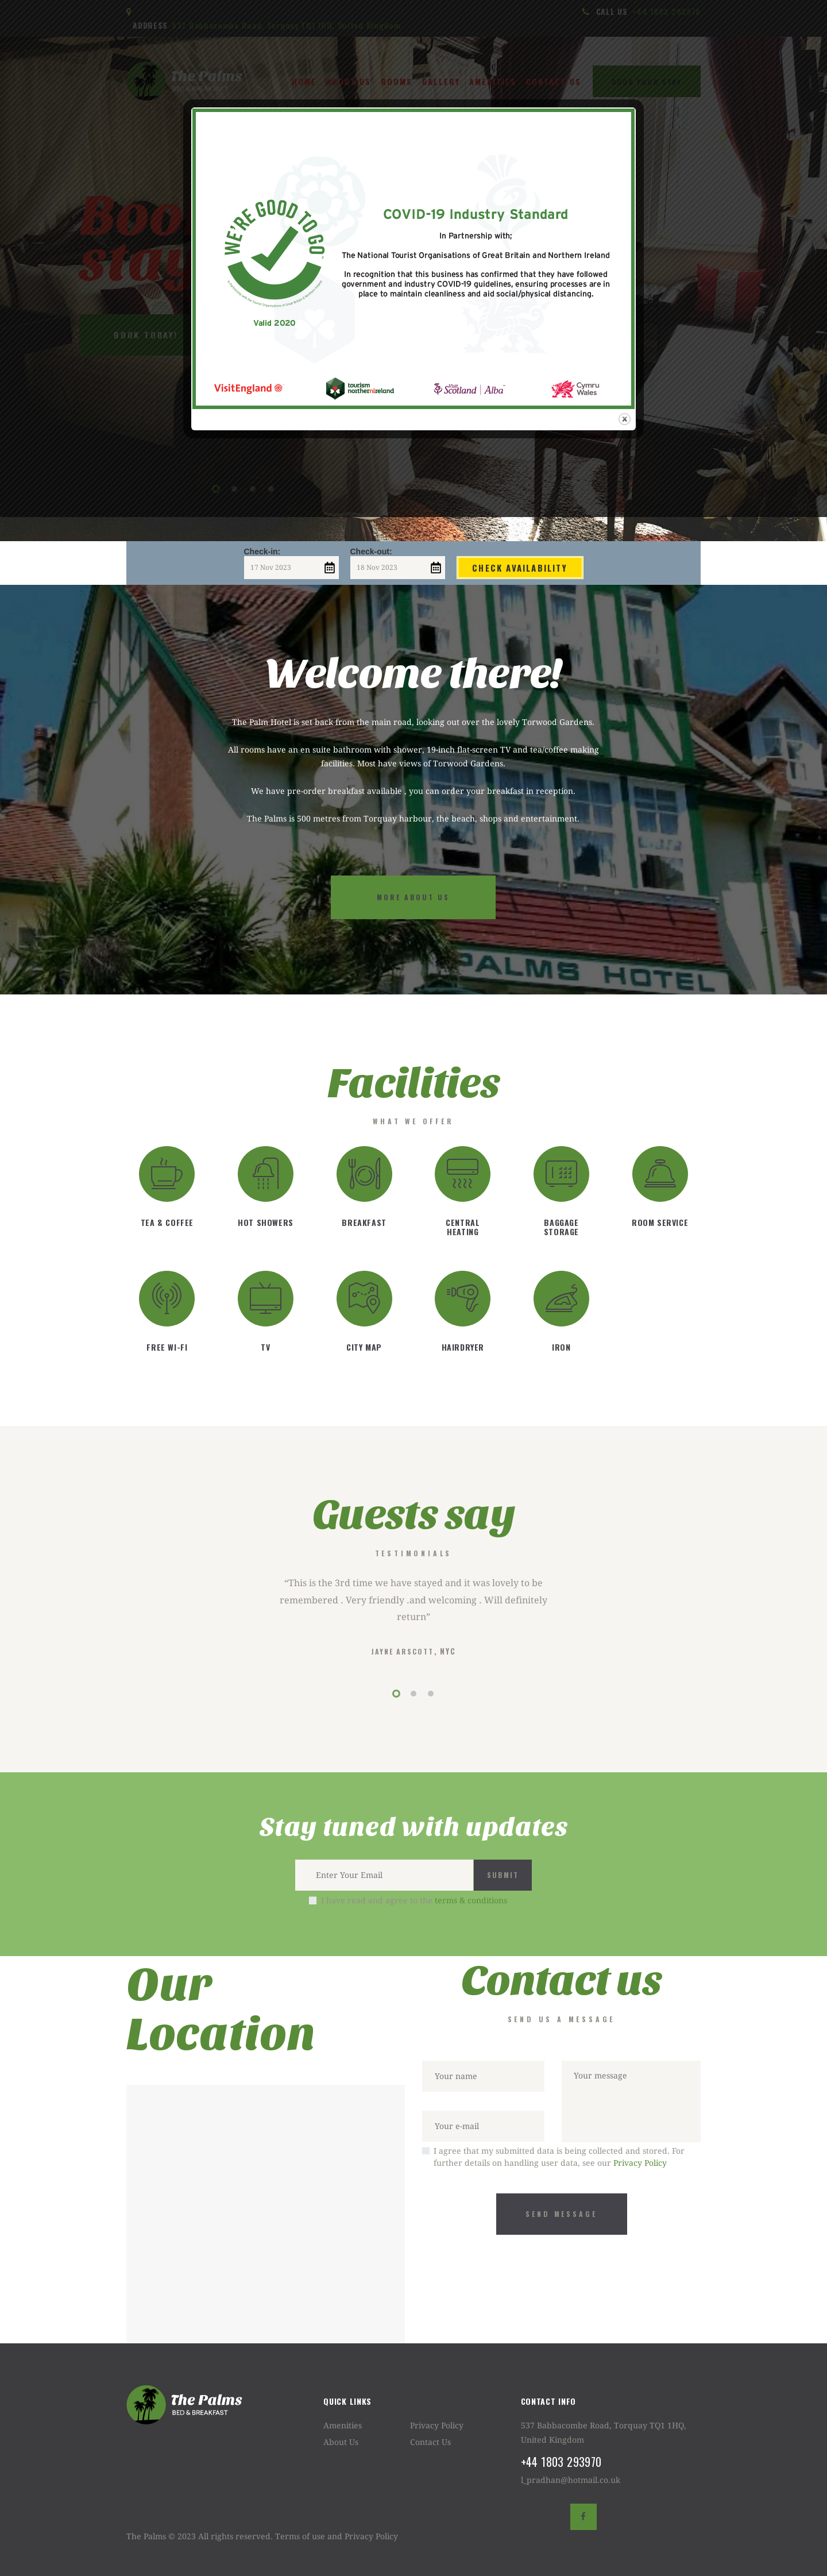 ADDRESS 537 Babbacombe Road, Torquay TQ1 1HQ, United Kingdom
CALL US +44 1803 293970
The Palms
BED & BREAKFAST
HOME ABOUT US ROOMS GALLERY AMENITIES CONTACT US
Boo
stay
BOOK TODAY!
WE'RE GOOD TO GO
Valid 2020
COVID-19 Industry Standard
In Partnership with;
The National Tourist Organisations of Great Britain and Northern Ireland
In recognition that this business has confirmed that they have followed
government and industry COVID-19 guidelines, ensuring processes are in
place to maintain cleanliness and aid social/physical distancing.
VisitEngland
tourism
northernireland
Visit
Scotland | Alba
Cymru
Wales
x
Check-in:
Check-out:
17 Nov 2023
18 Nov 2023
CHECK AVAILABILITY
Welcome there!
The Palm Hotel is set back from the main road, looking out over the lovely Torwood Gardens.
All rooms have an en suite bathroom with shower, 19-inch flat-screen TV and tea/coffee making
facilities. Most have views of Torwood Gardens.
We have pre-order breakfast available , you can order your breakfast in reception.
The Palms is 500 metres from Torquay harbour, the beach, shops and entertainment.
MORE ABOUT US
PALMS HOTEL
Facilities
WHAT WE OFFER
TEA & COFFEE
HOT SHOWERS
BREAKFAST
CENTRAL
HEATING
BAGGAGE
STORAGE
ROOM SERVICE
FREE WI-FI
TV
CITY MAP
HAIRDRYER
IRON
Guests say
TESTIMONIALS
“This is the 3rd time we have stayed and it was lovely to be
remembered . Very friendly .and welcoming . Will definitely
return”
JAYNE ARSCOTT, NYC
Stay tuned with updates
Enter Your Email
SUBMIT
I have read and agree to the terms & conditions
Our
Location
Contact us
SEND US A MESSAGE
Your name
Your message
Your e-mail
I agree that my submitted data is being collected and stored. For
further details on handling user data, see our Privacy Policy
SEND MESSAGE
The Palms
BED & BREAKFAST
QUICK LINKS
Amenities
About Us
Privacy Policy
Contact Us
CONTACT INFO
537 Babbacombe Road, Torquay TQ1 1HQ,
United Kingdom
+44 1803 293970
l_pradhan@hotmail.co.uk
The Palms © 2023 All rights reserved. Terms of use and Privacy Policy